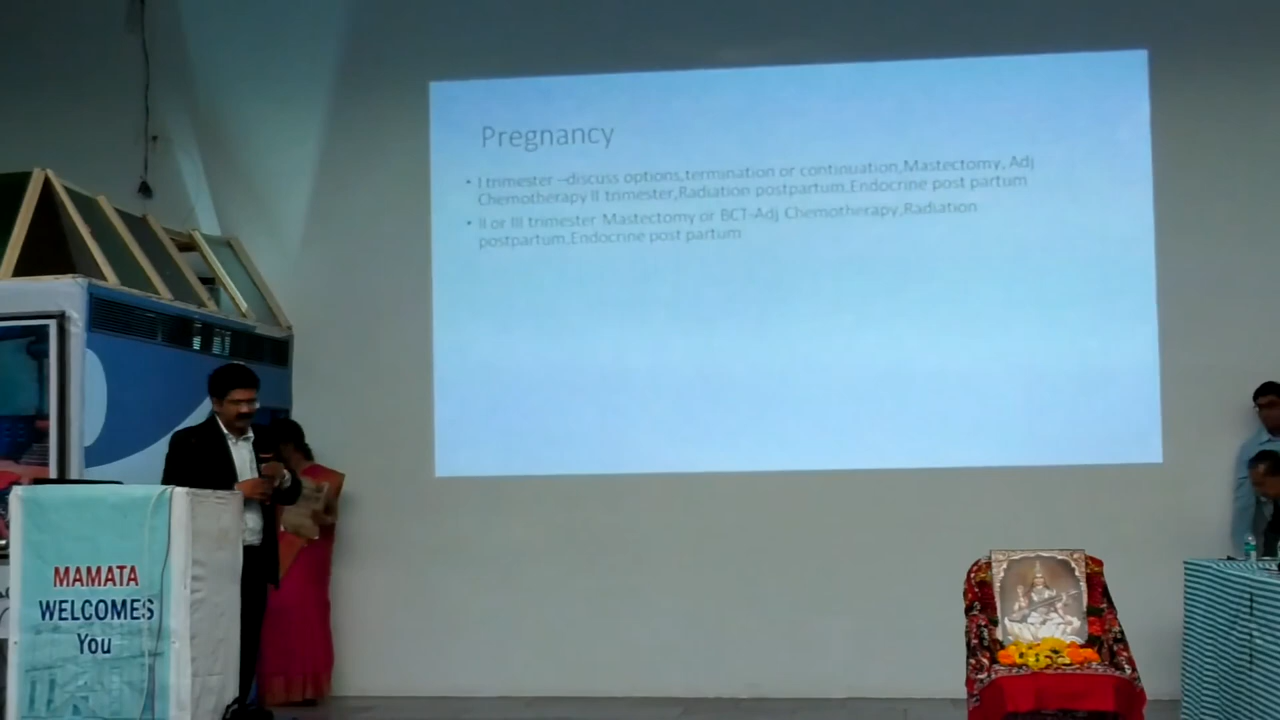 Pregnancy
• I trimester –discuss options,termination or continuation,Mastectomy, Adj
Chemotherapy II trimester,Radiation postpartum.Endocrine post partum
• II or III trimester Mastectomy or BCT-Adj Chemotherapy,Radiation
postpartum.Endocrine post partum
MAMATA
WELCOMES
You